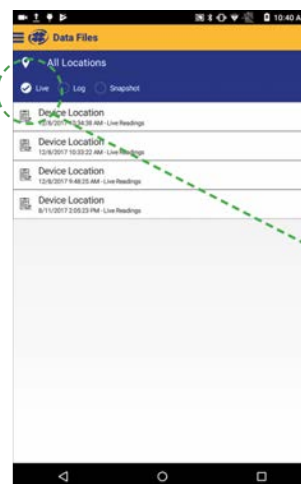 10:40 A
Data Files
All Locations
Live Log Snapshot
Device Location
12/6/2017 10:34:38 AM - Live Readings
Device Location
12/6/2017 10:33:22 AM - Live Readings
Device Location
12/6/2017 9:48:25 AM - Live Readings
Device Location
8/11/2017 2:05:23 PM - Live Readings